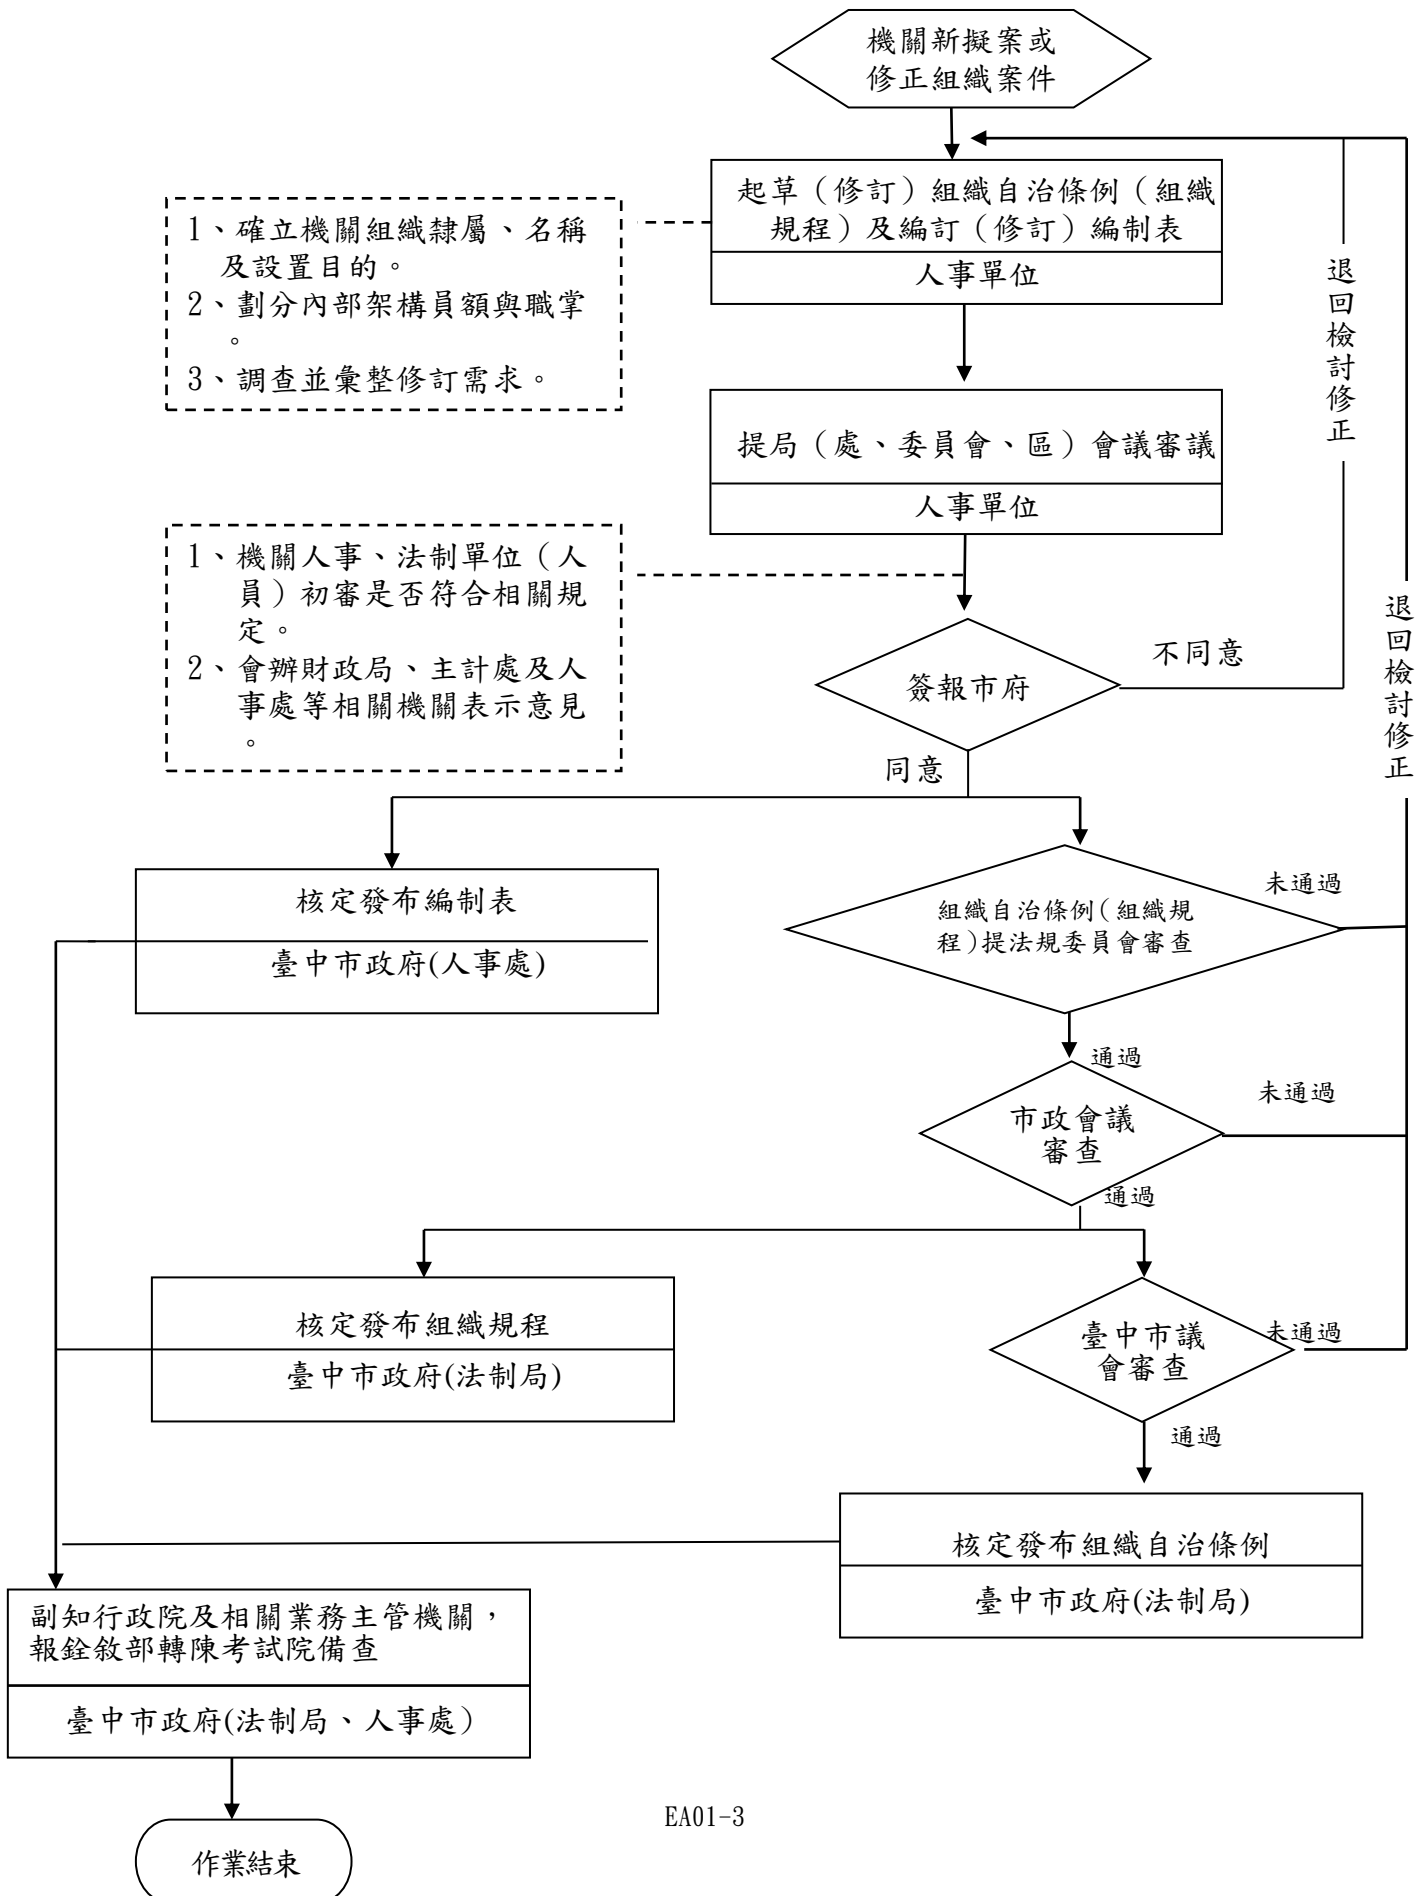 機關新擬案或
修正組織案件
起草（修訂）組織自治條例（組織
規程）及編訂（修訂）編制表
人事單位
1、確立機關組織隸屬、名稱
及設置目的。
2、劃分內部架構員額與職掌
。
3、調查並彙整修訂需求。
退回檢討修正
提局（處、委員會、區）會議審議
人事單位
1、機關人事、法制單位（人
員）初審是否符合相關規
定。
2、會辦財政局、主計處及人
事處等相關機關表示意見
。
簽報市府
不同意
退回檢討修正
同意
核定發布編制表
臺中市政府(人事處)
組織自治條例(組織規
程)提法規委員會審查
未通過
通過
市政會議
審查
未通過
通過
核定發布組織規程
臺中市政府(法制局)
臺中市議
會審查
未通過
通過
核定發布組織自治條例
臺中市政府(法制局)
副知行政院及相關業務主管機關，
報銓敘部轉陳考試院備查
臺中市政府(法制局、人事處）
作業結束
EA01-3